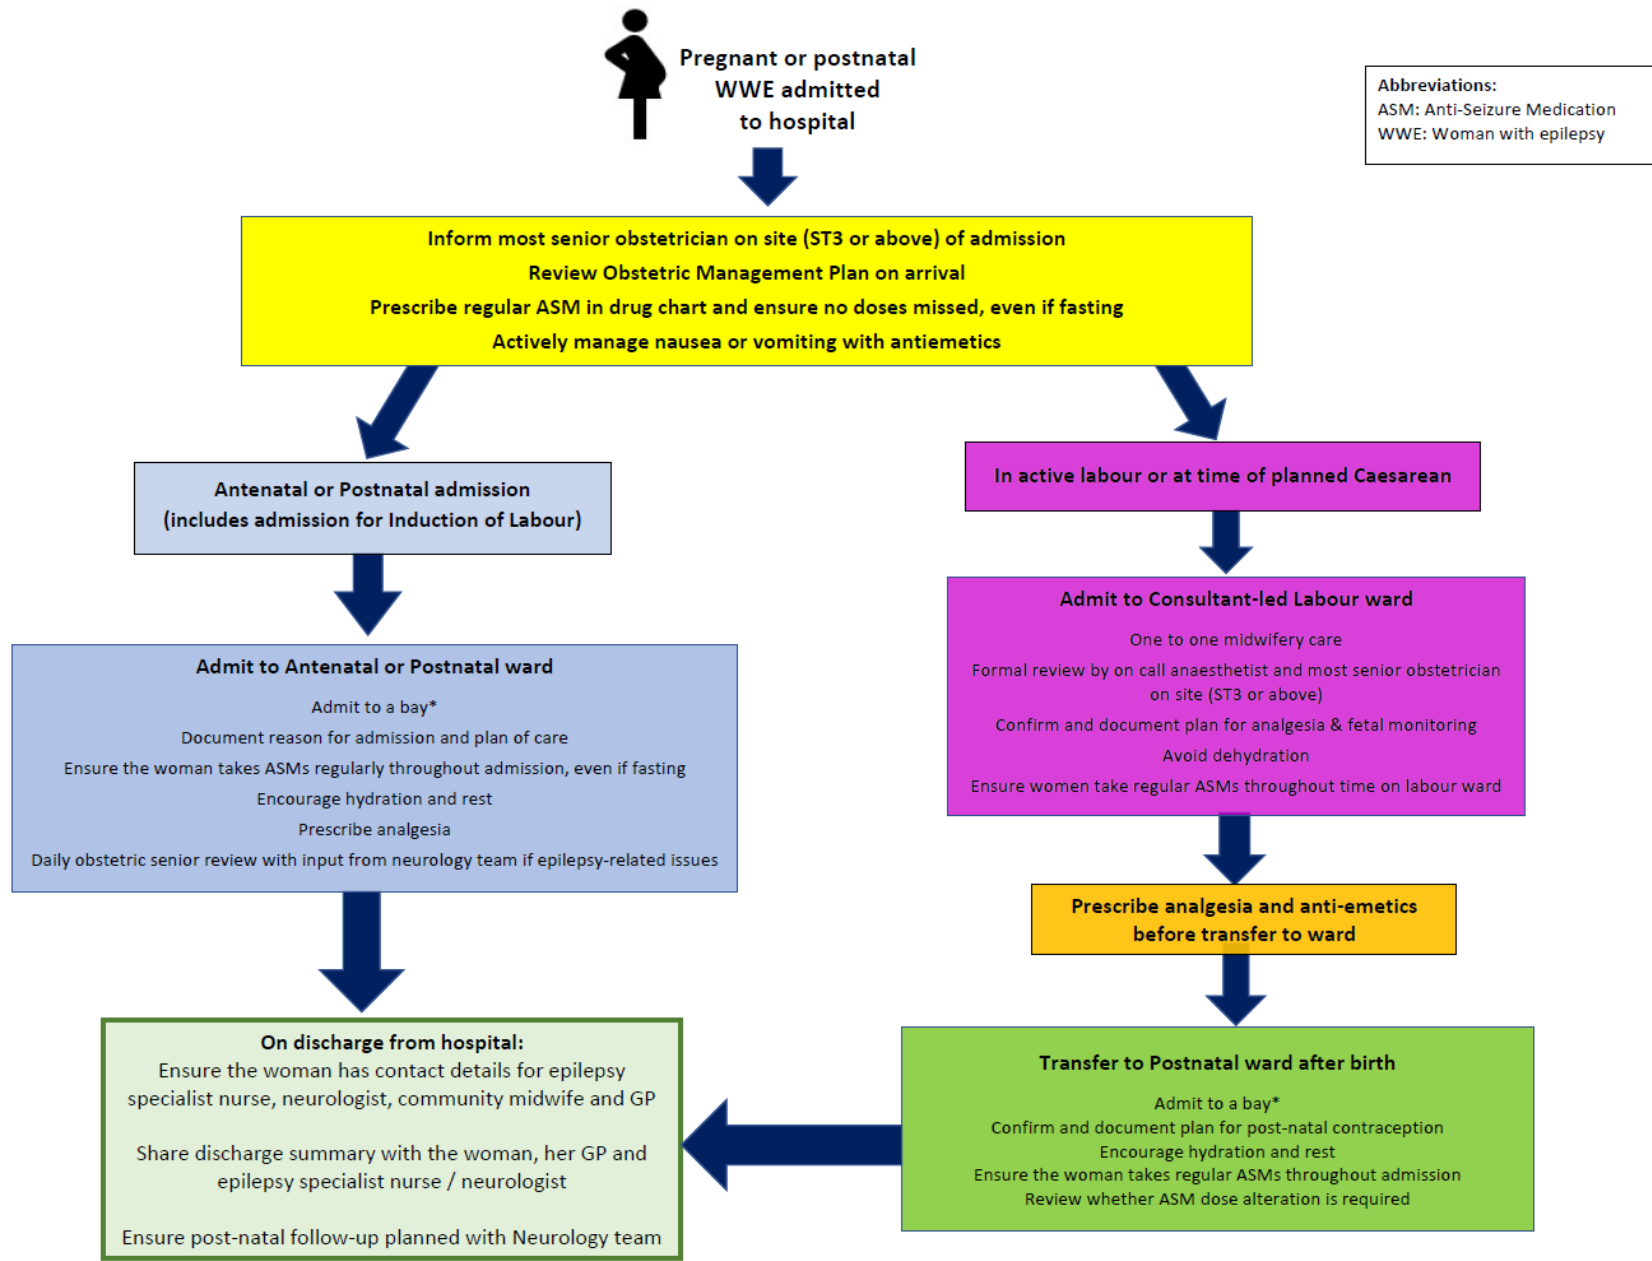 Pregnant or postnatal
WWE admitted
to hospital
Abbreviations:
ASM: Anti-Seizure Medication
WWE: Woman with epilepsy
Inform most senior obstetrician on site (ST3 or above) of admission
Review Obstetric Management Plan on arrival
Prescribe regular ASM in drug chart and ensure no doses missed, even if fasting
Actively manage nausea or vomiting with antiemetics
Antenatal or Postnatal admission
(includes admission for Induction of Labour)
Admit to Antenatal or Postnatal ward
Admit to a bay*
Document reason for admission and plan of care
Ensure the woman takes ASMs regularly throughout admission, even if fasting
Encourage hydration and rest
Prescribe analgesia
Daily obstetric senior review with input from neurology team if epilepsy-related issues
In active labour or at time of planned Caesarean
Admit to Consultant-led Labour ward
One to one midwifery care
Formal review by on call anaesthetist and most senior obstetrician
on site (ST3 or above)
Confirm and document plan for analgesia & fetal monitoring
Avoid dehydration
Ensure women take regular ASMs throughout time on labour ward
Prescribe analgesia and anti-emetics
before transfer to ward
Transfer to Postnatal ward after birth
Admit to a bay*
Confirm and document plan for post-natal contraception
Encourage hydration and rest
Ensure the woman takes regular ASMs throughout admission
Review whether ASM dose alteration is required
On discharge from hospital:
Ensure the woman has contact details for epilepsy
specialist nurse, neurologist, community midwife and GP
Share discharge summary with the woman, her GP and
epilepsy specialist nurse / neurologist
Ensure post-natal follow-up planned with Neurology team